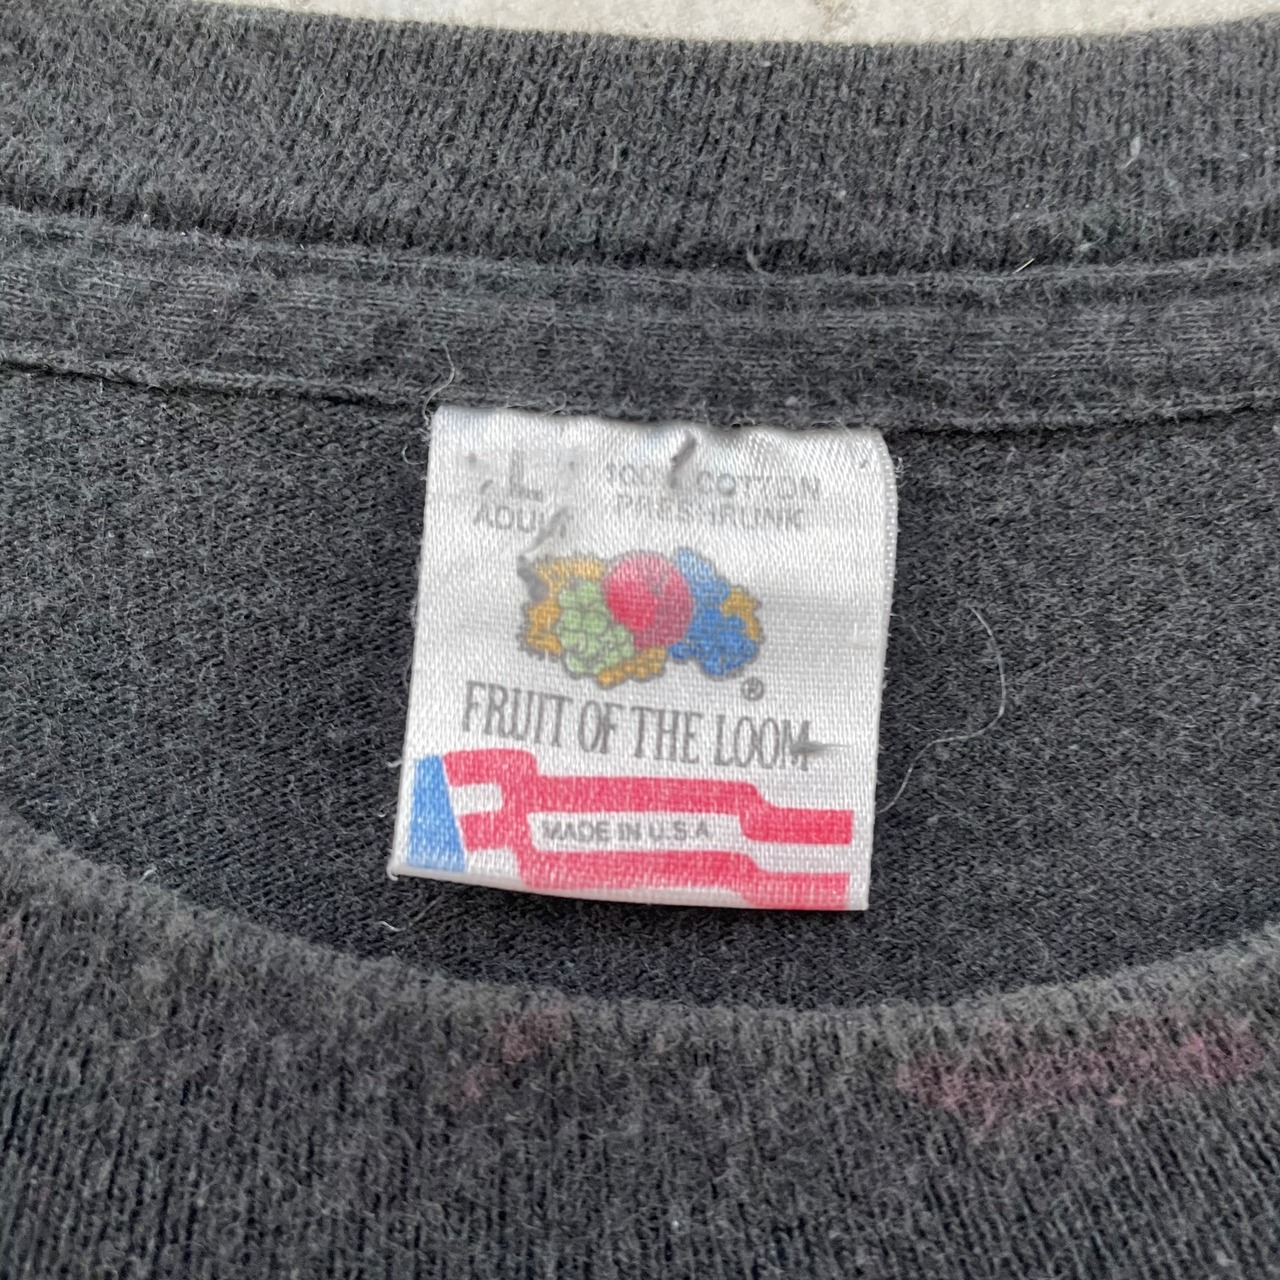 L 100% COTTON
ADULT PRESHRUNK
®
FRUIT OF THE LOOM
MADE IN U.S.A